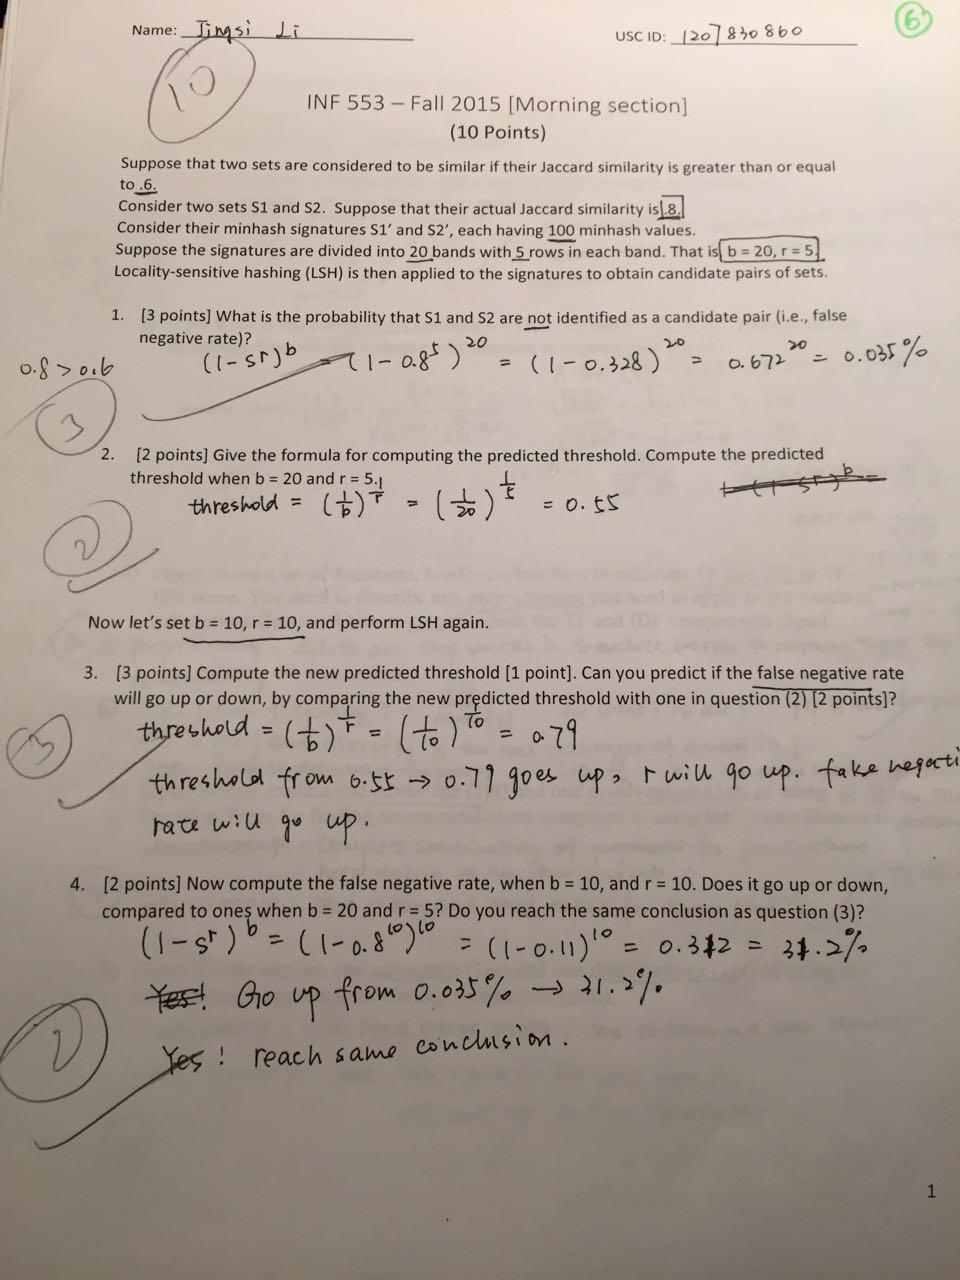 Name: Jingsi Li USC ID: 1207830860 6
10
INF 553 – Fall 2015 [Morning section]
(10 Points)
Suppose that two sets are considered to be similar if their Jaccard similarity is greater than or equal
to .6.
Consider two sets S1 and S2. Suppose that their actual Jaccard similarity is .8.
Consider their minhash signatures S1' and S2', each having 100 minhash values.
Suppose the signatures are divided into 20 bands with 5 rows in each band. That is b = 20, r = 5.
Locality-sensitive hashing (LSH) is then applied to the signatures to obtain candidate pairs of sets.
1. [3 points] What is the probability that S1 and S2 are not identified as a candidate pair (i.e., false
negative rate)?
0.8 > 0.6 (1-s^r)^b = (1-0.8^5)^20 = (1-0.328)^20 = 0.672^20 = 0.035%
3
2. [2 points] Give the formula for computing the predicted
threshold when b = 20 and r = 5.
1-(1-s^r)^b
threshold = (1/b)^1/r = (1/20)^1/5 = 0.55
2
Now let's set b = 10, r = 10, and perform LSH again.
3. [3 points] Compute the new predicted threshold [1 point]. Can you predict if the false negative rate
will go up or down, by comparing the new predicted threshold with one in question (2) [2 points]?
threshold = (1/b)^1/r = (1/10)^1/10 = 0.79
3
threshold from 0.55 → 0.79 goes up, r will go up. false negati
rate will go up.
4. [2 points] Now compute the false negative rate, when b = 10, and r = 10. Does it go up or down,
compared to ones when b = 20 and r = 5? Do you reach the same conclusion as question (3)?
(1-s^r)^b = (1-0.8^10)^10 = (1-0.11)^10 = 0.312 = 31.2%
Yes! Go up from 0.035% → 31.2%.
2
Yes! reach same conclusion.
1